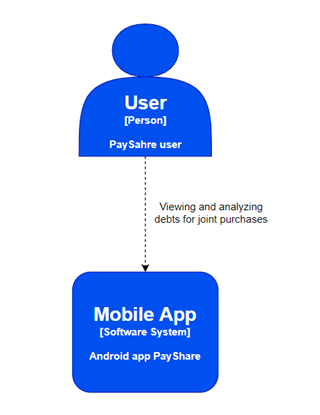 User
[Person]
PaySahre user
Viewing and analyzing
debts for joint purchases
Mobile App
[Software System]
Android app PayShare